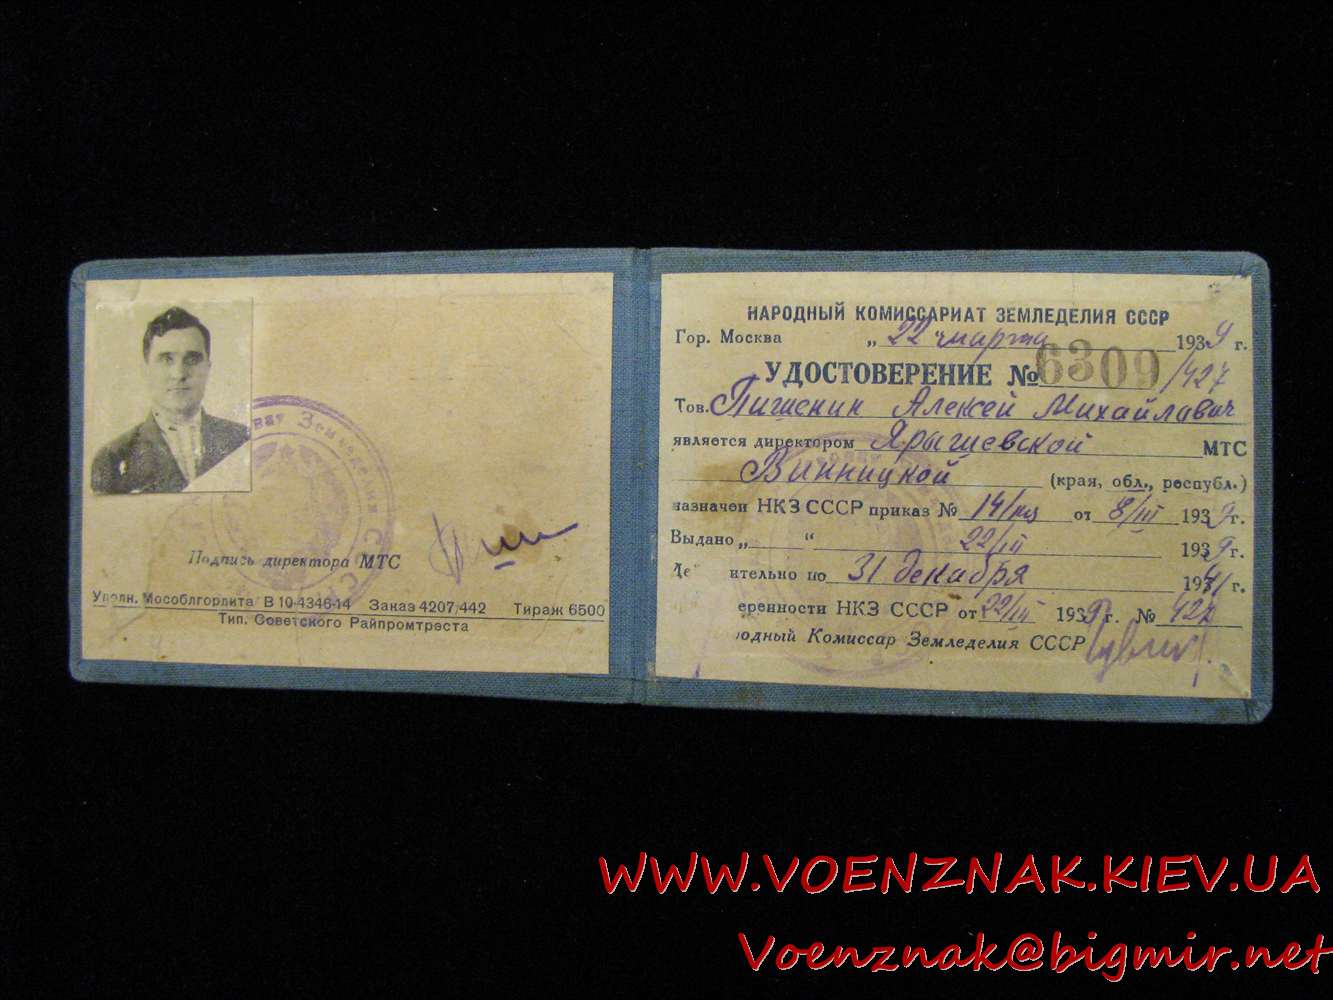 Земледелия
Подпись директора МТС
Уполн. Мособлгорлита В 10-4346-14 Заказ 4207/442 Тираж 6500
Тип. Советского Райпромтреста
НАРОДНЫЙ КОМИССАРИАТ ЗЕМЛЕДЕЛИЯ СССР
Гор. Москва „ 22 " марта 1939 г.
УДОСТОВЕРЕНИЕ № 6309/427
Тов. Алексей Михайлович
является директором Ярышевской МТС
Винницкой (края, обл., республ.)
назначен НКЗ СССР приказ № 14/ от 8/III 1939 г.
Выдано „ " 22/III 1939 г.
ительно по 31 декабря 1941 г.
еренности НКЗ СССР от 22/III 1939 г. № 427
родный Комиссар Земледелия СССР
WWW.VOENZNAK.KIEV.UA
Voenznak@bigmir.net